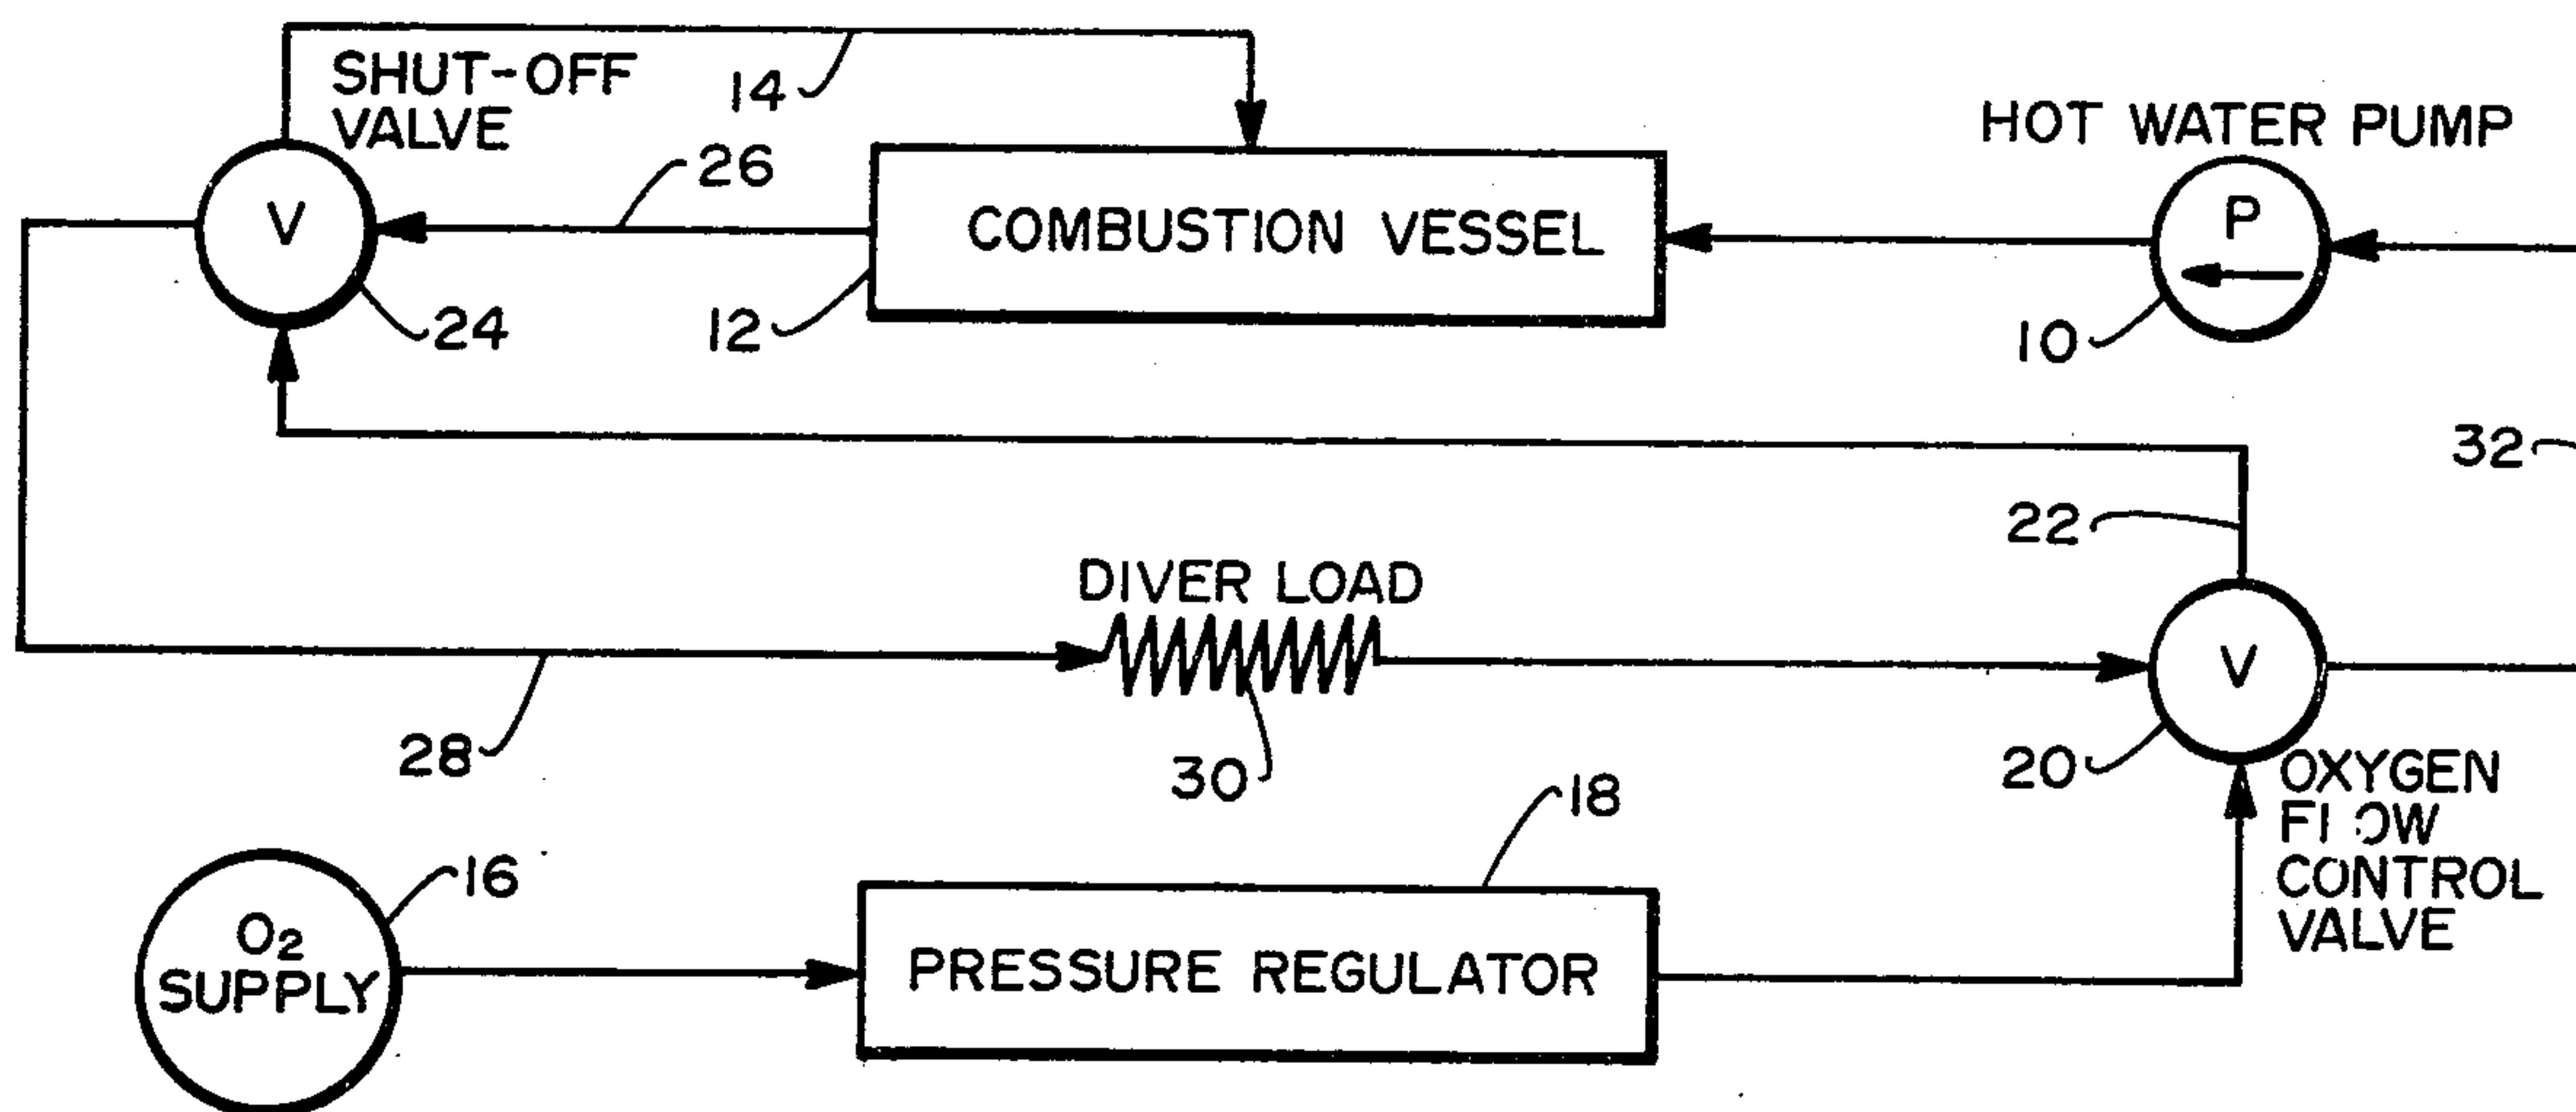 SHUT-OFF
VALVE
14
26
HOT WATER PUMP
V
COMBUSTION VESSEL
P
24
12
10
32
22
DIVER LOAD
V
28
30
18
20
OXYGEN
FLOW
CONTROL
VALVE
16
O2
SUPPLY
PRESSURE REGULATOR